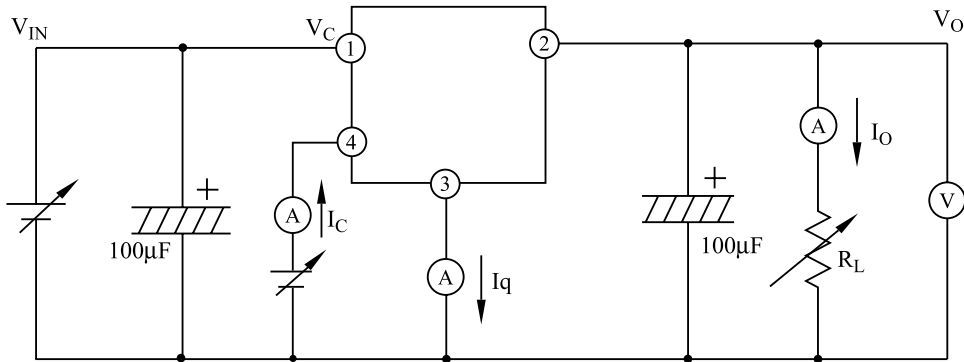 V_IN
V_C
V_O
1
2
4
3
A
I_C
A
Iq
A
I_O
V
+
100µF
+
100µF
R_L